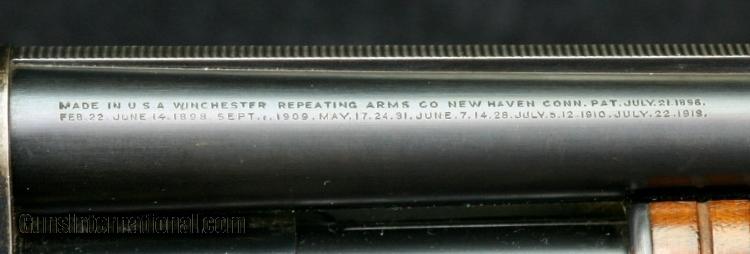 MADE IN U.S.A. WINCHESTER REPEATING ARMS CO. NEW HAVEN CONN. PAT. JULY.21.1896.
FEB.22. JUNE.14.1898. SEPT. 1909. MAY.17.24.31. JUNE.7.14.28. JULY.5.12.1910. JULY.22.1913.
GunsInternational.com